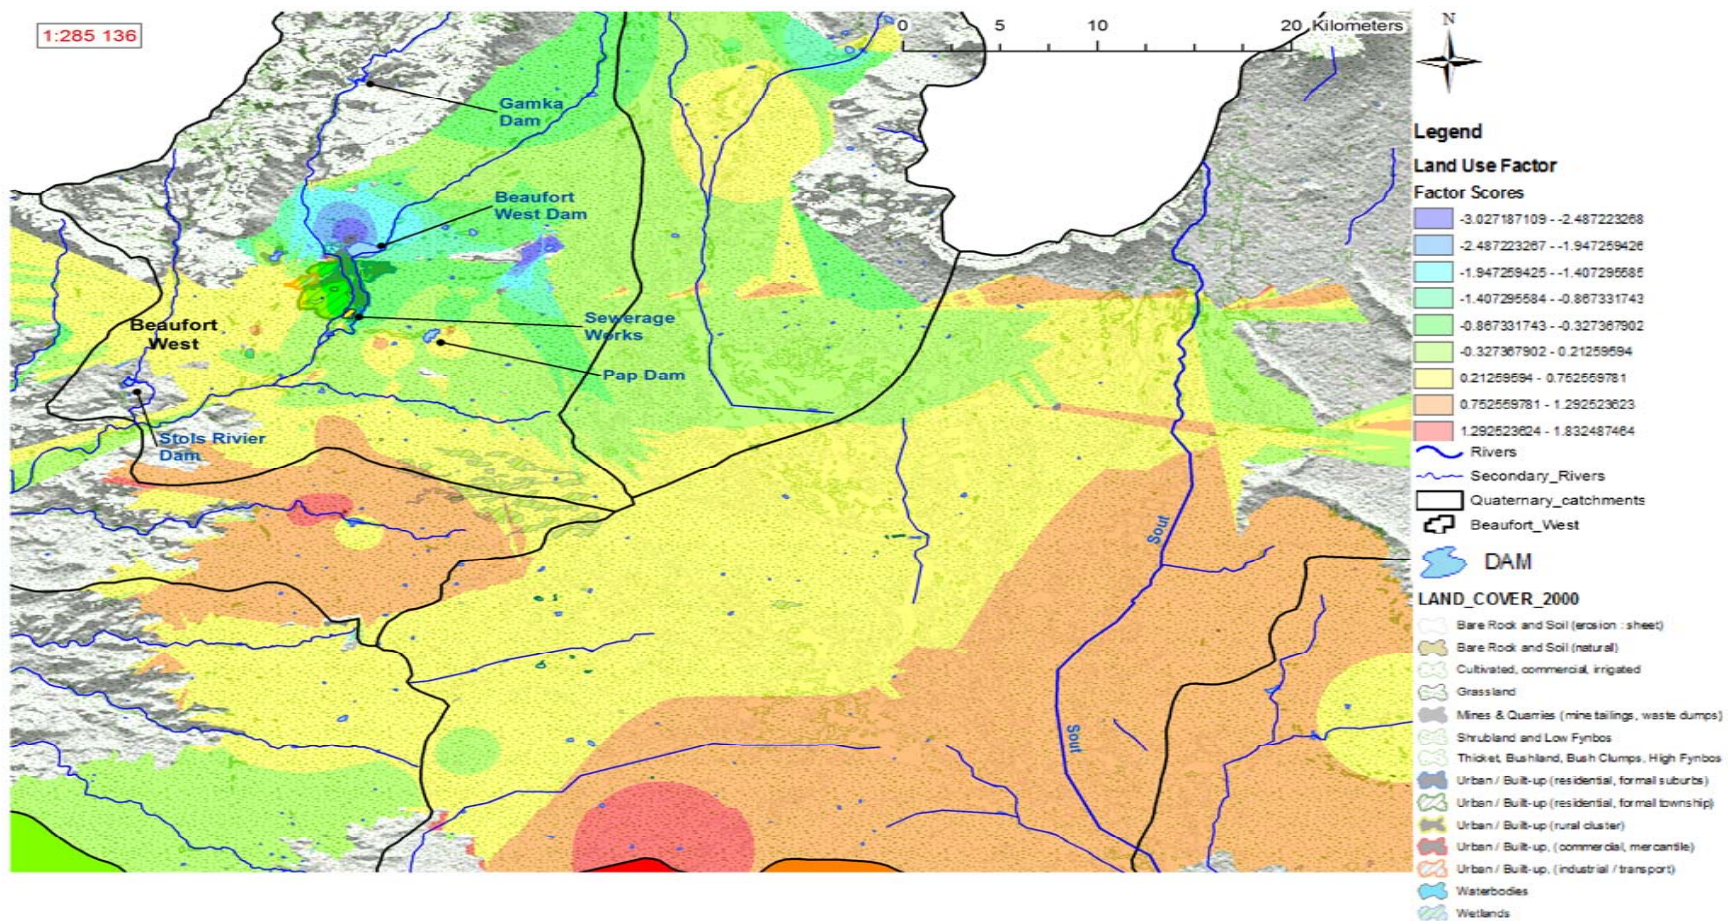 1:285 136
0 5 10 20 Kilometers
N
Gamka
Dam
Beaufort
West Dam
Sewerage
Works
Beaufort
West
Pap Dam
Stols Rivier
Dam
Sout
Sout
Legend
Land Use Factor
Factor Scores
-3.027187109 - -2.487223268
-2.487223267 - -1.947259426
-1.947259425 - -1.407295585
-1.407295584 - -0.867331743
-0.867331743 - -0.327367902
-0.327367902 - 0.21259594
0.21259594 - 0.752559781
0.752559781 - 1.292523623
1.292523624 - 1.832487464
Rivers
Secondary_Rivers
Quaternary_catchments
Beaufort_West
DAM
LAND_COVER_2000
Bare Rock and Soil (erosion : sheet)
Bare Rock and Soil (natural)
Cultivated, commercial, irrigated
Grassland
Mines & Quarries (mine tailings, waste dumps)
Shrubland and Low Fynbos
Thicket, Bushland, Bush Clumps, High Fynbos
Urban / Built-up (residential, formal suburbs)
Urban / Built-up (residential, formal township)
Urban / Built-up (rural cluster)
Urban / Built-up, (commercial, mercantile)
Urban / Built-up, (industrial / transport)
Waterbodies
Wetlands